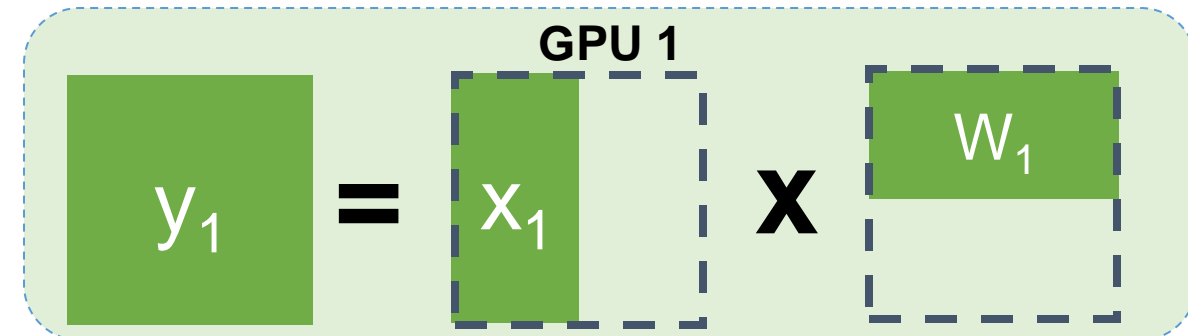 GPU 1
y₁ = x₁ x W₁